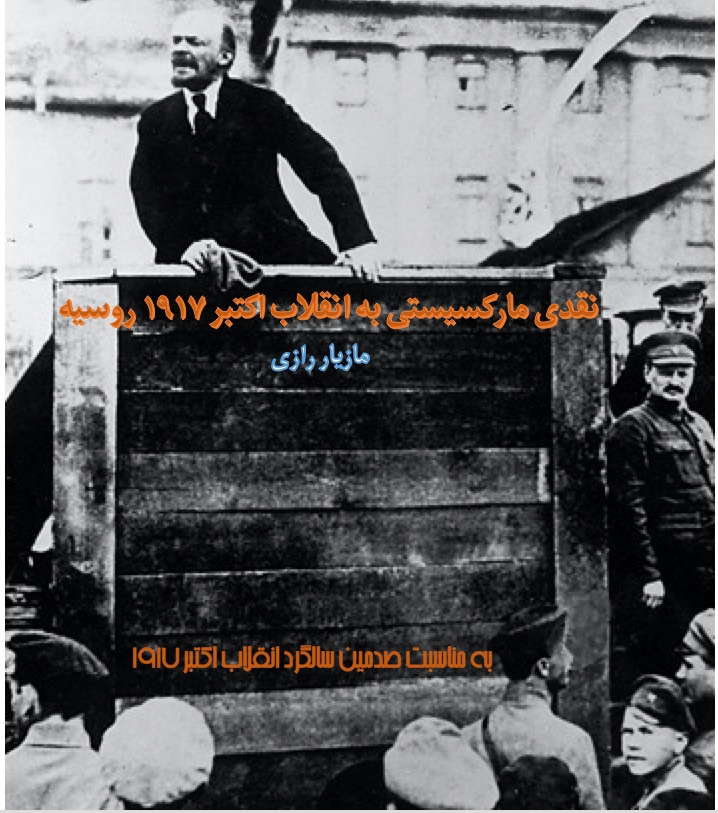 نقدی مارکسیستی به انقلاب اکتبر ۱۹۱۷ روسیه
مازیار رازی
به مناسبت صدمین سالگرد انقلاب اکتبر ۱۹۱۷